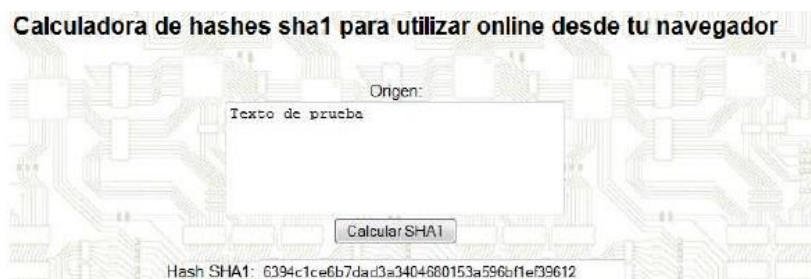 Calculadora de hashes sha1 para utilizar online desde tu navegador
Origen:
Texto de prueba
Calcular SHA1
Hash SHA1: 6394c1ce6b7dad3a3404680153a596bf1ef39612